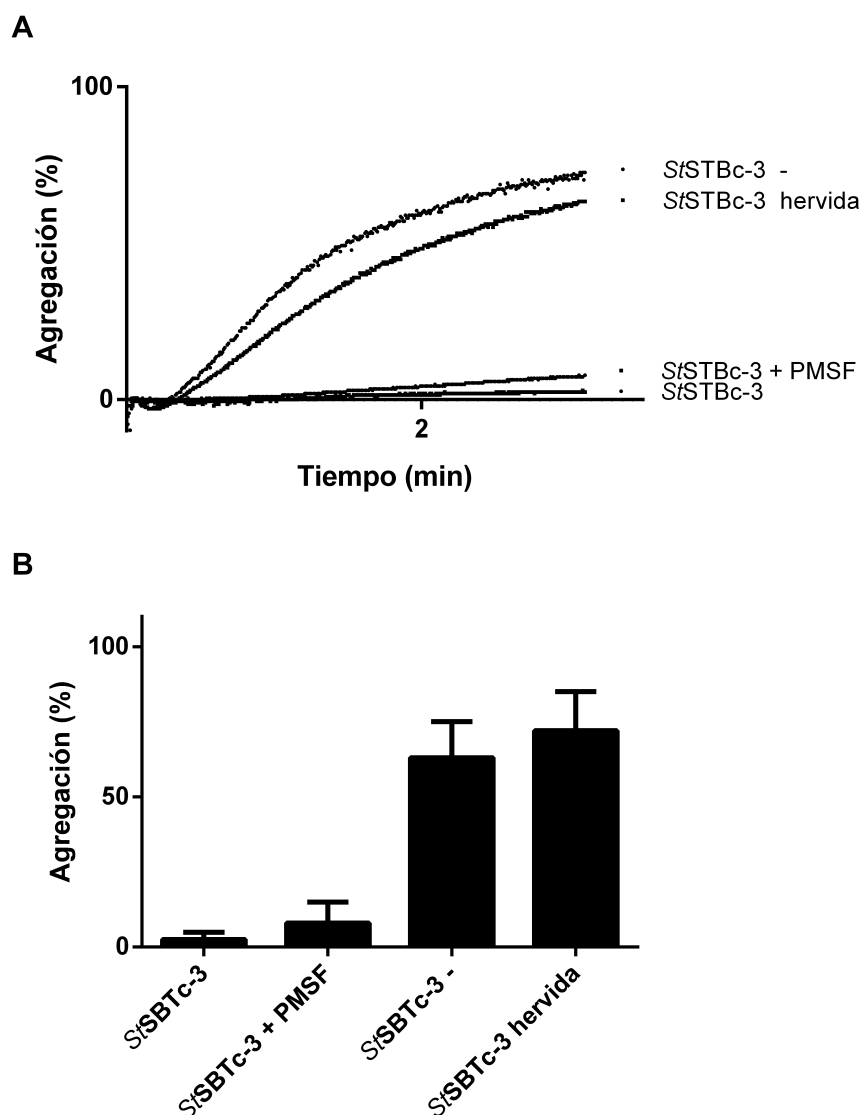 A
100
Agregación (%)
StSTBc-3 -
StSTBc-3 hervida
StSTBc-3 + PMSF
StSTBc-3
0
2
Tiempo (min)
B
100
Agregación (%)
50
0
StSBTc-3
StSBTc-3 + PMSF
StSBTc-3 -
StSBTc-3 hervida